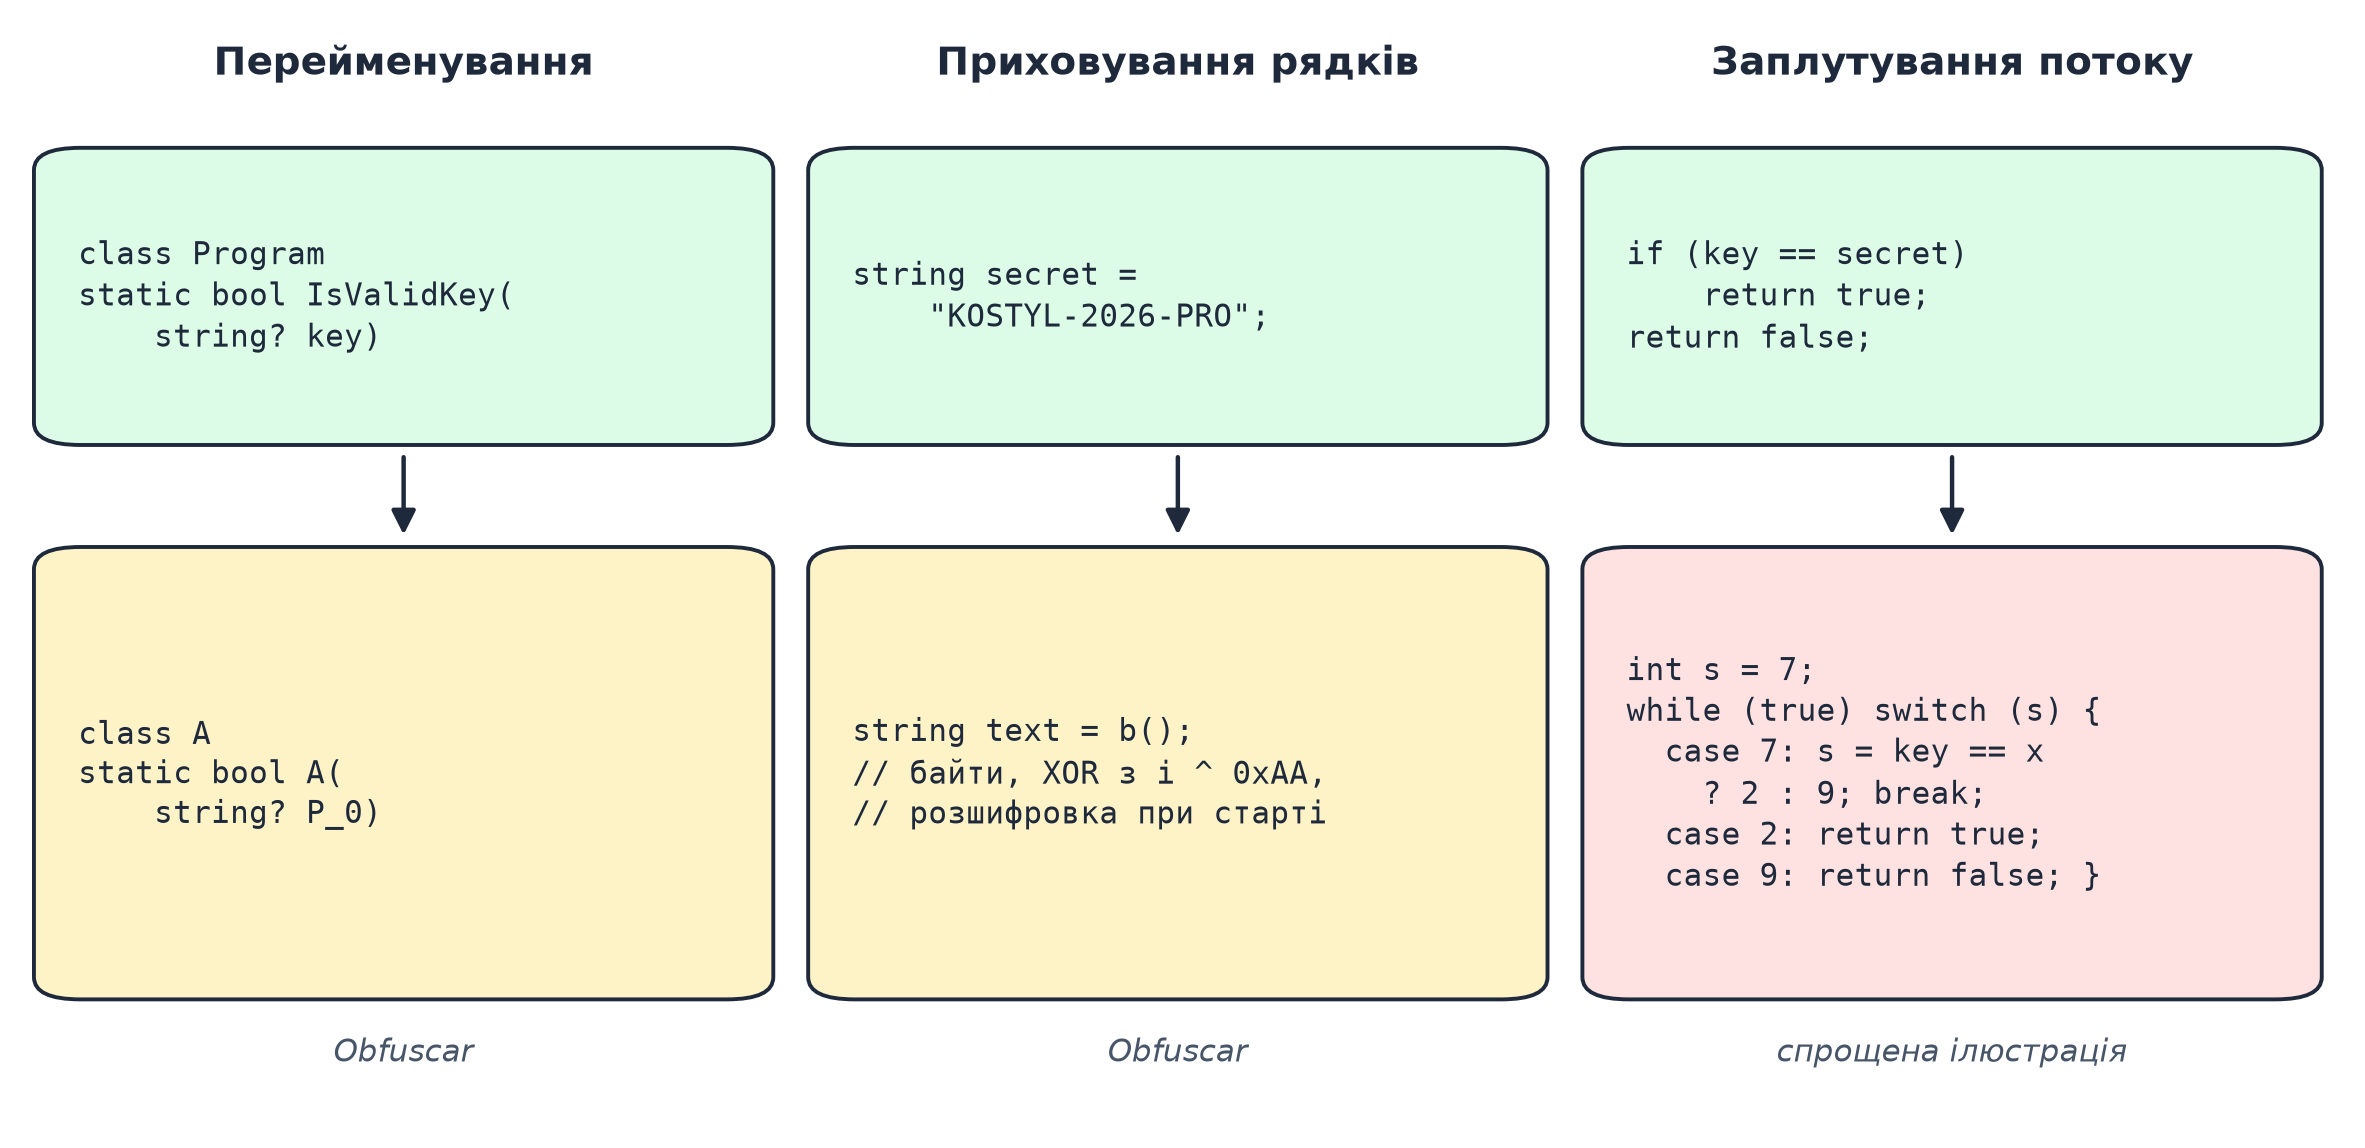 Перейменування
class Program
static bool IsValidKey(
    string? key)
class A
static bool A(
    string? P_0)
Obfuscar
Приховування рядків
string secret =
    "KOSTYL-2026-PRO";
string text = b();
// байти, XOR з i ^ 0xAA,
// розшифровка при старті
Obfuscar
Заплутування потоку
if (key == secret)
    return true;
return false;
int s = 7;
while (true) switch (s) {
  case 7: s = key == x
    ? 2 : 9; break;
  case 2: return true;
  case 9: return false; }
спрощена ілюстрація